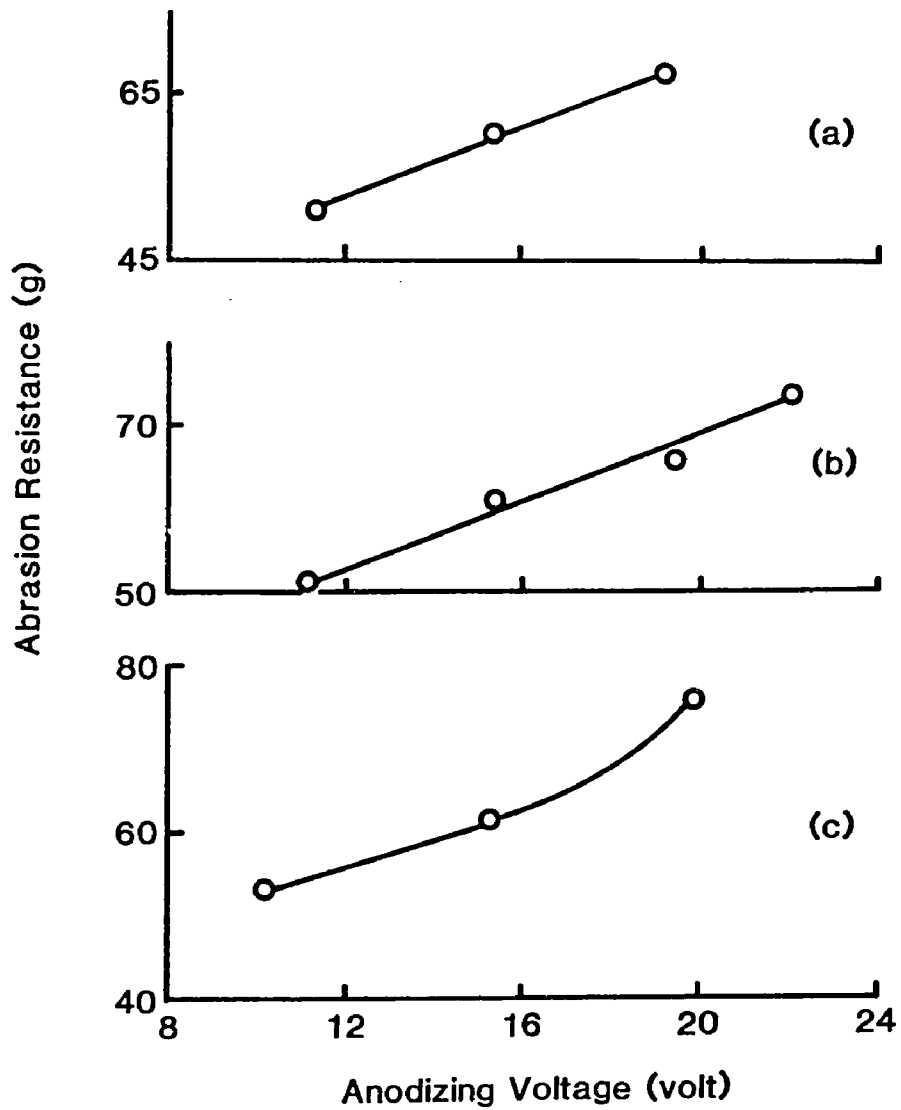 Abrasion Resistance (g)
65
45
(a)
70
50
(b)
80
60
40
(c)
8 12 16 20 24
Anodizing Voltage (volt)